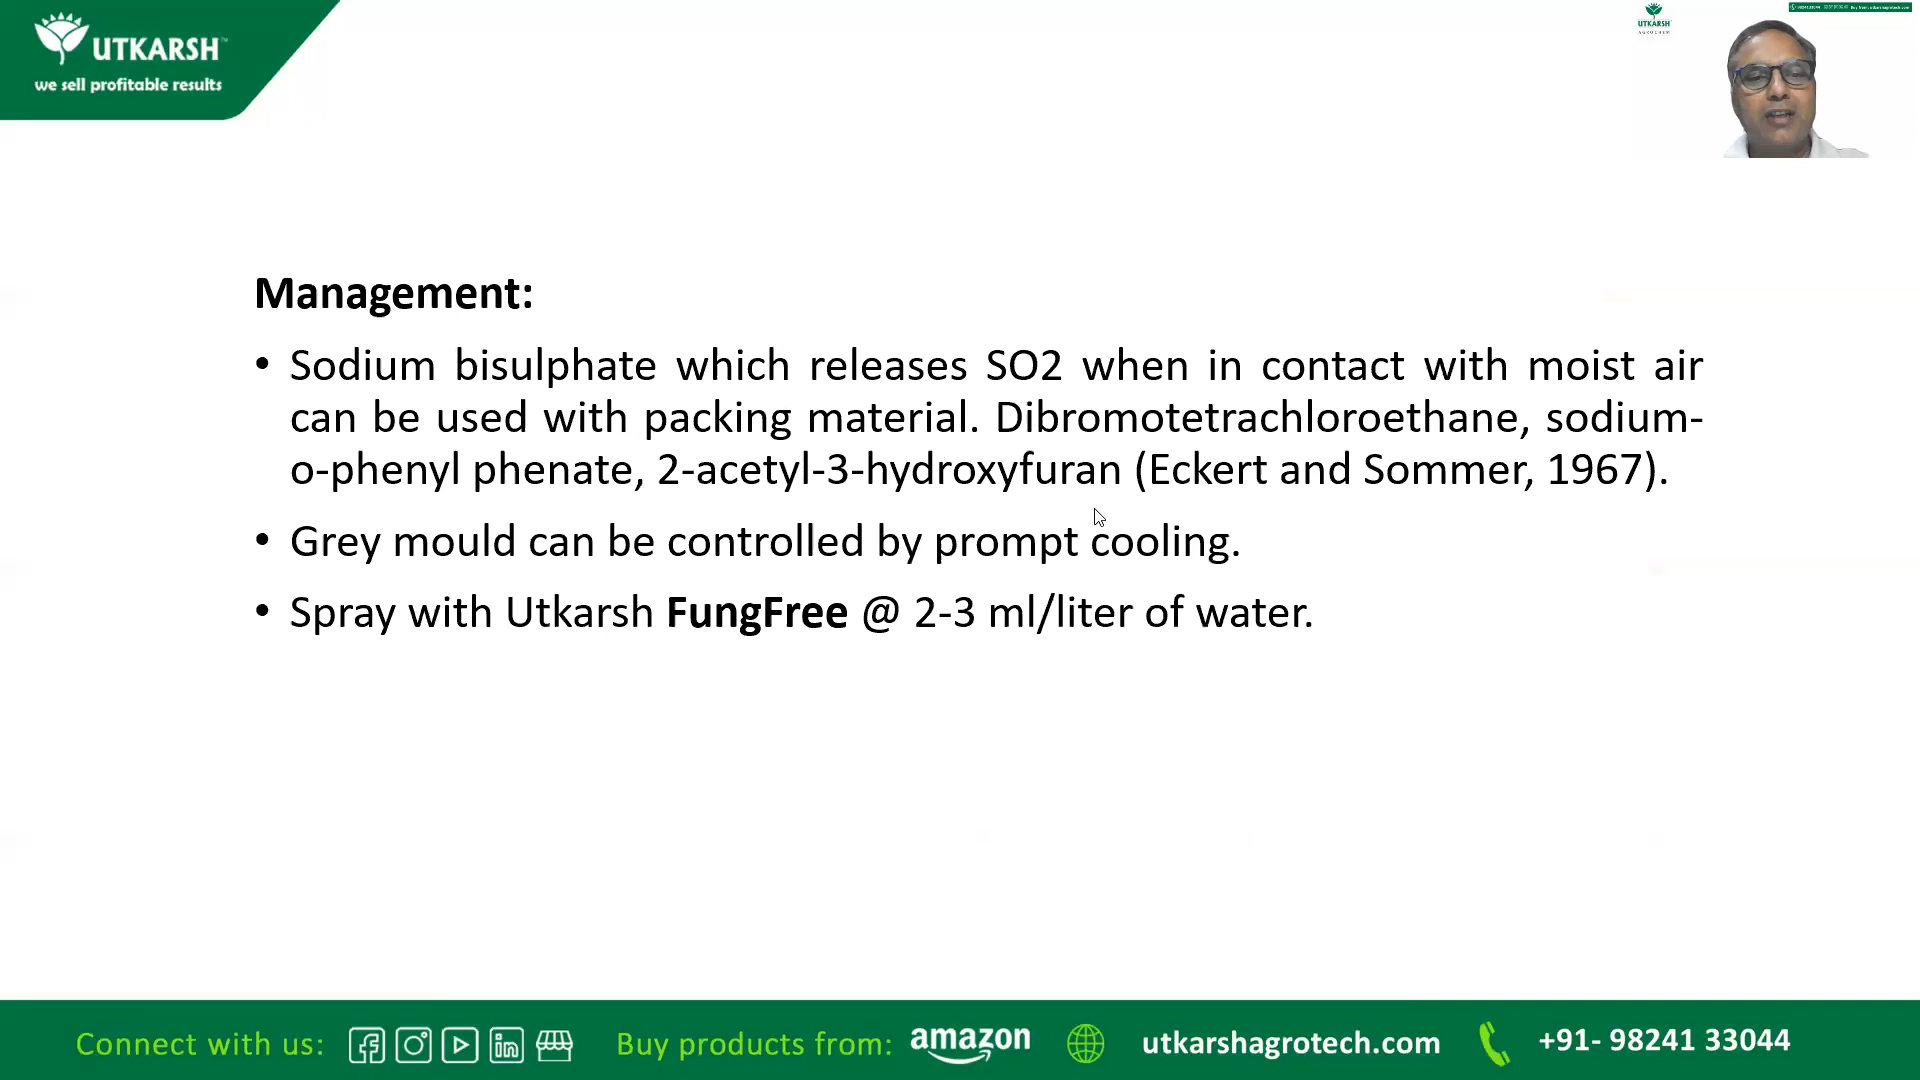 UTKARSH™
we sell profitable results
UTKARSH
AGROCHEM
Management:
• Sodium bisulphate which releases SO2 when in contact with moist air
can be used with packing material. Dibromotetrachloroethane, sodium-
o-phenyl phenate, 2-acetyl-3-hydroxyfuran (Eckert and Sommer, 1967).
• Grey mould can be controlled by prompt cooling.
• Spray with Utkarsh FungFree @ 2-3 ml/liter of water.
Connect with us: Buy products from: amazon utkarshagrotech.com +91- 98241 33044